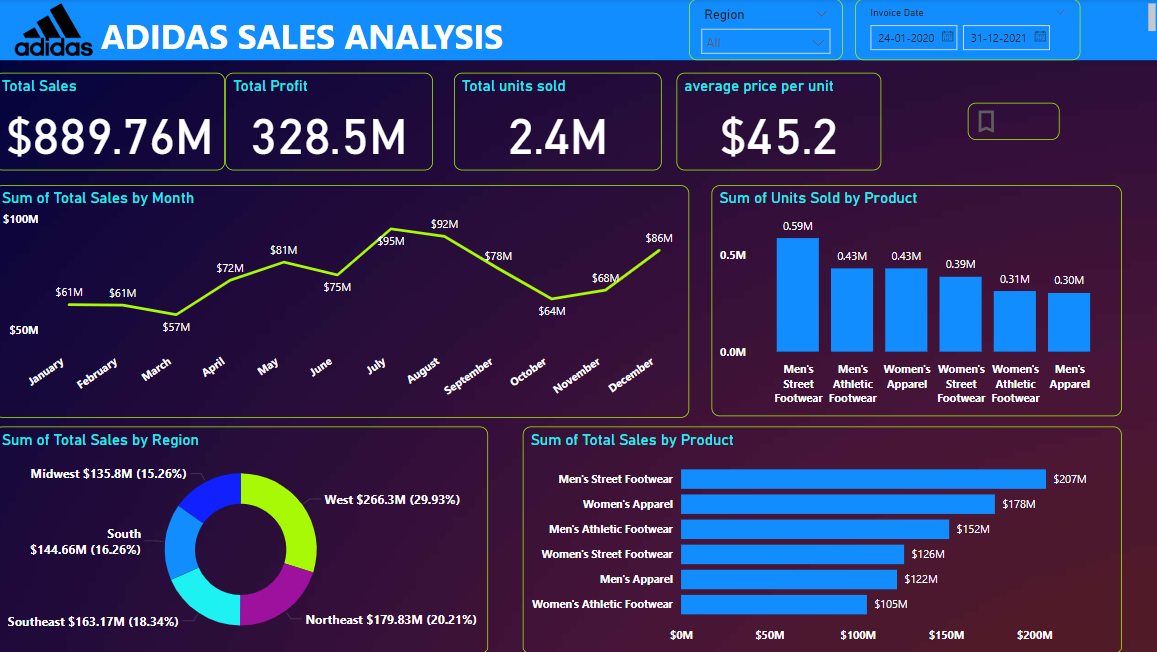 adidas
ADIDAS SALES ANALYSIS
Region
All
Invoice Date
24-01-2020
31-12-2021
Total Sales
$889.76M
Total Profit
328.5M
Total units sold
2.4M
average price per unit
$45.2
Sum of Total Sales by Month
$100M
$50M
$61M
$61M
$57M
$72M
$81M
$75M
$95M
$92M
$78M
$64M
$68M
$86M
January
February
March
April
May
June
July
August
September
October
November
December
Sum of Units Sold by Product
0.5M
0.0M
0.59M
0.43M
0.43M
0.39M
0.31M
0.30M
Men's
Street
Footwear
Men's
Athletic
Footwear
Women's
Apparel
Women's
Street
Footwear
Women's
Athletic
Footwear
Men's
Apparel
Sum of Total Sales by Region
Midwest $135.8M (15.26%)
West $266.3M (29.93%)
South
$144.66M (16.26%)
Southeast $163.17M (18.34%)
Northeast $179.83M (20.21%)
Sum of Total Sales by Product
Men's Street Footwear $207M
Women's Apparel $178M
Men's Athletic Footwear $152M
Women's Street Footwear $126M
Men's Apparel $122M
Women's Athletic Footwear $105M
$0M $50M $100M $150M $200M